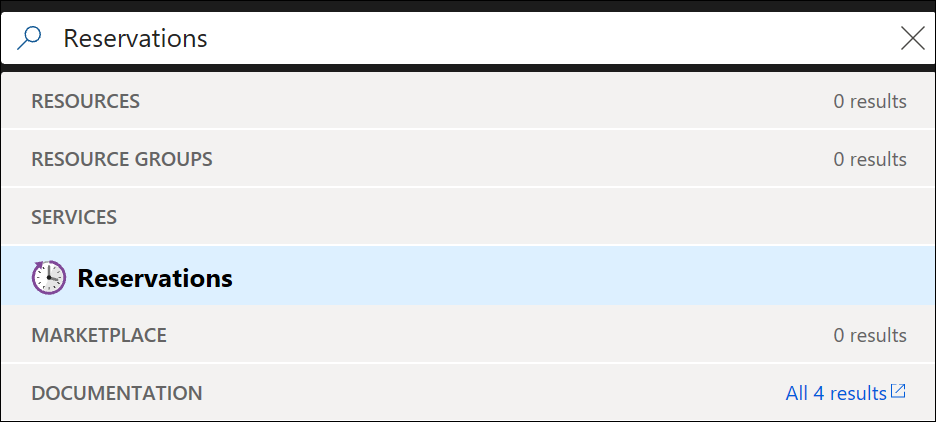 Reservations
RESOURCES 0 results
RESOURCE GROUPS 0 results
SERVICES
Reservations
MARKETPLACE 0 results
DOCUMENTATION All 4 results